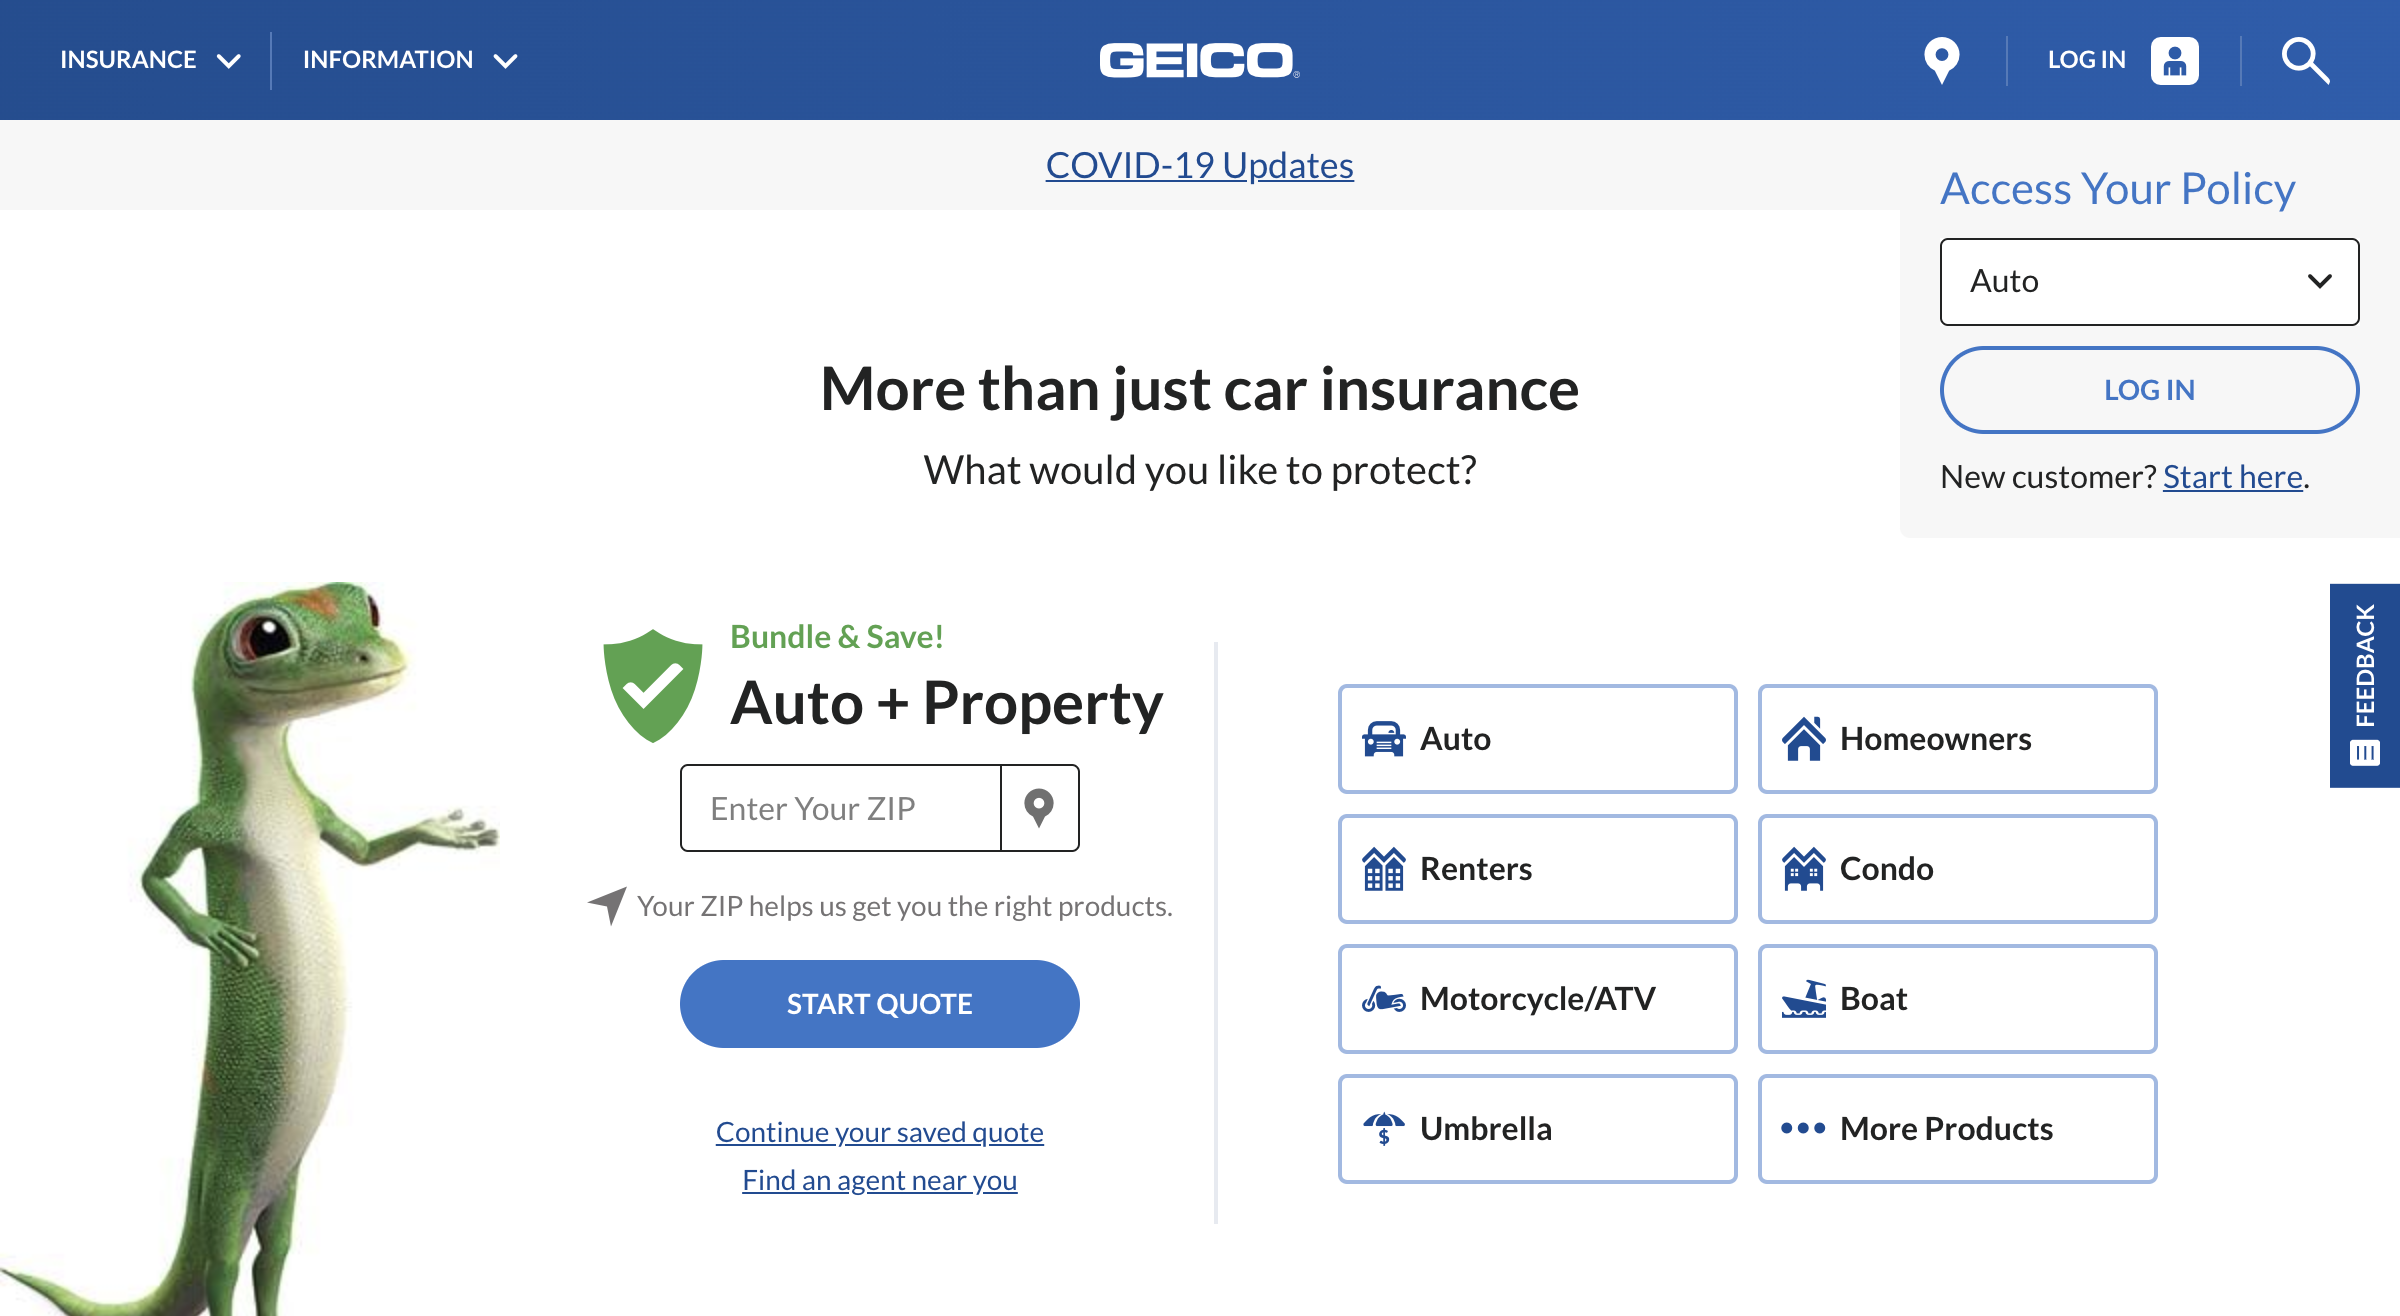 INSURANCE
INFORMATION
GEICO®
LOG IN
COVID-19 Updates
Access Your Policy
Auto
LOG IN
New customer? Start here.
More than just car insurance
What would you like to protect?
Bundle & Save!
Auto + Property
Enter Your ZIP
Your ZIP helps us get you the right products.
START QUOTE
Continue your saved quote
Find an agent near you
Auto
Homeowners
Renters
Condo
Motorcycle/ATV
Boat
$
Umbrella
More Products
FEEDBACK